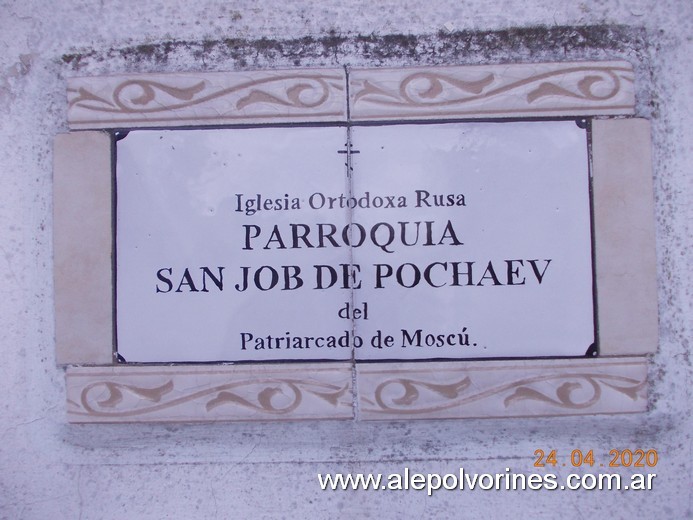 Iglesia Ortodoxa Rusa
PARROQUIA
SAN JOB DE POCHAEV
del
Patriarcado de Moscú.
24.04.2020
www.alepolvorines.com.ar